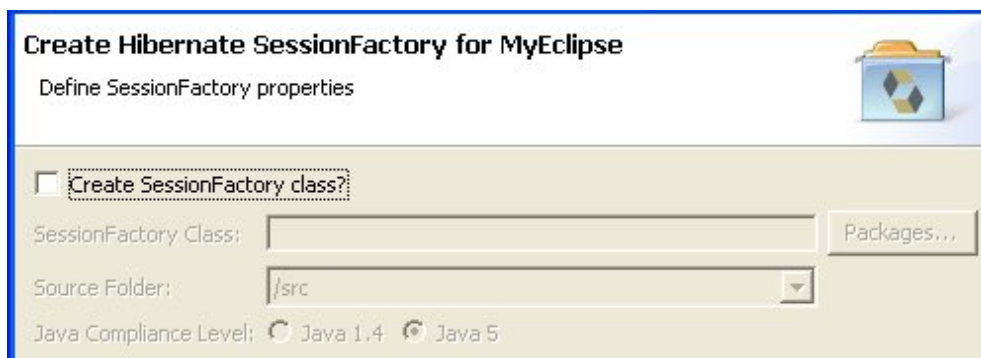 Create Hibernate SessionFactory for MyEclipse
Define SessionFactory properties
Create SessionFactory class?
SessionFactory Class: Packages...
Source Folder: /src
Java Compliance Level: Java 1.4 Java 5